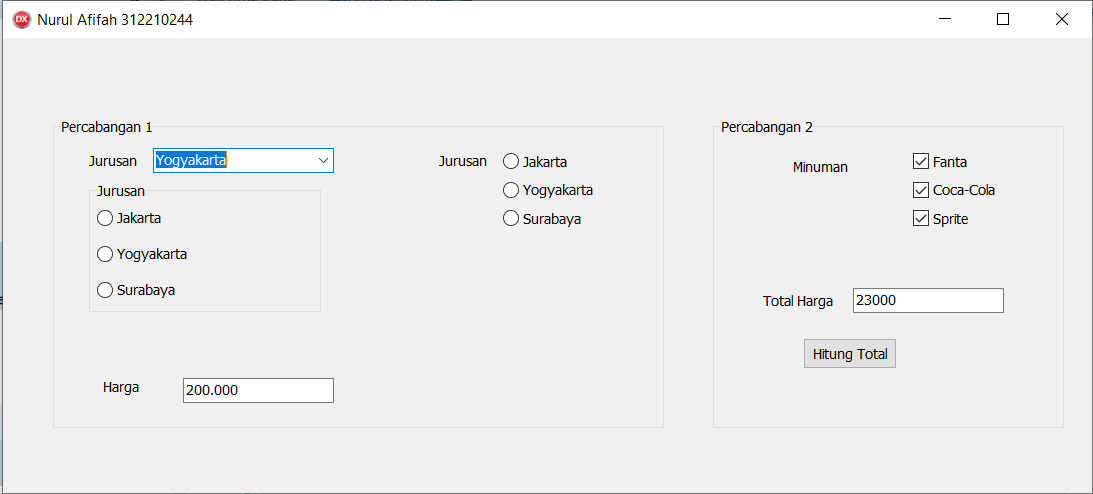 DX Nurul Afifah 312210244
Percabangan 1
Jurusan Yogyakarta
Jurusan
Jakarta
Yogyakarta
Surabaya
Jurusan
Jakarta
Yogyakarta
Surabaya
Harga 200.000
Percabangan 2
Minuman
Fanta
Coca-Cola
Sprite
Total Harga 23000
Hitung Total